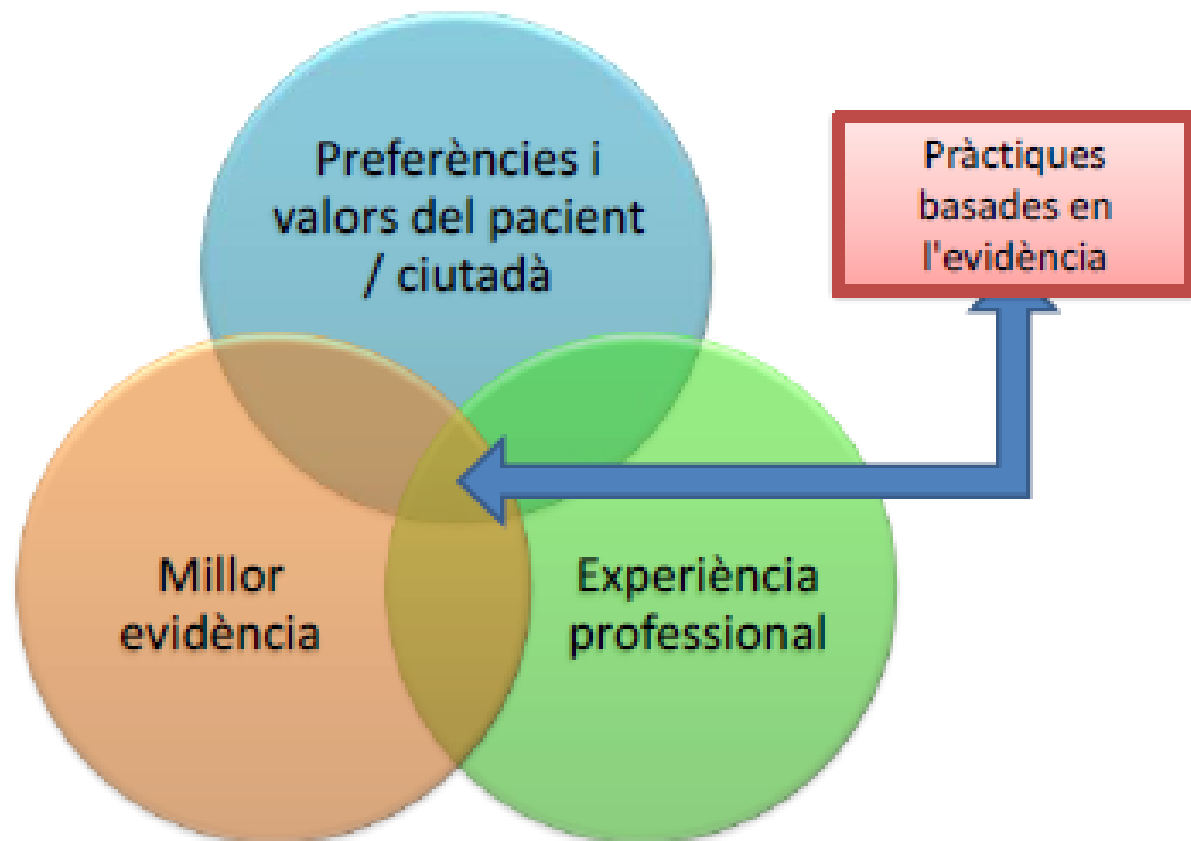 Preferències i
valors del pacient
/ ciutadà
Pràctiques
basades en
l'evidència
Millor
evidència
Experiència
professional